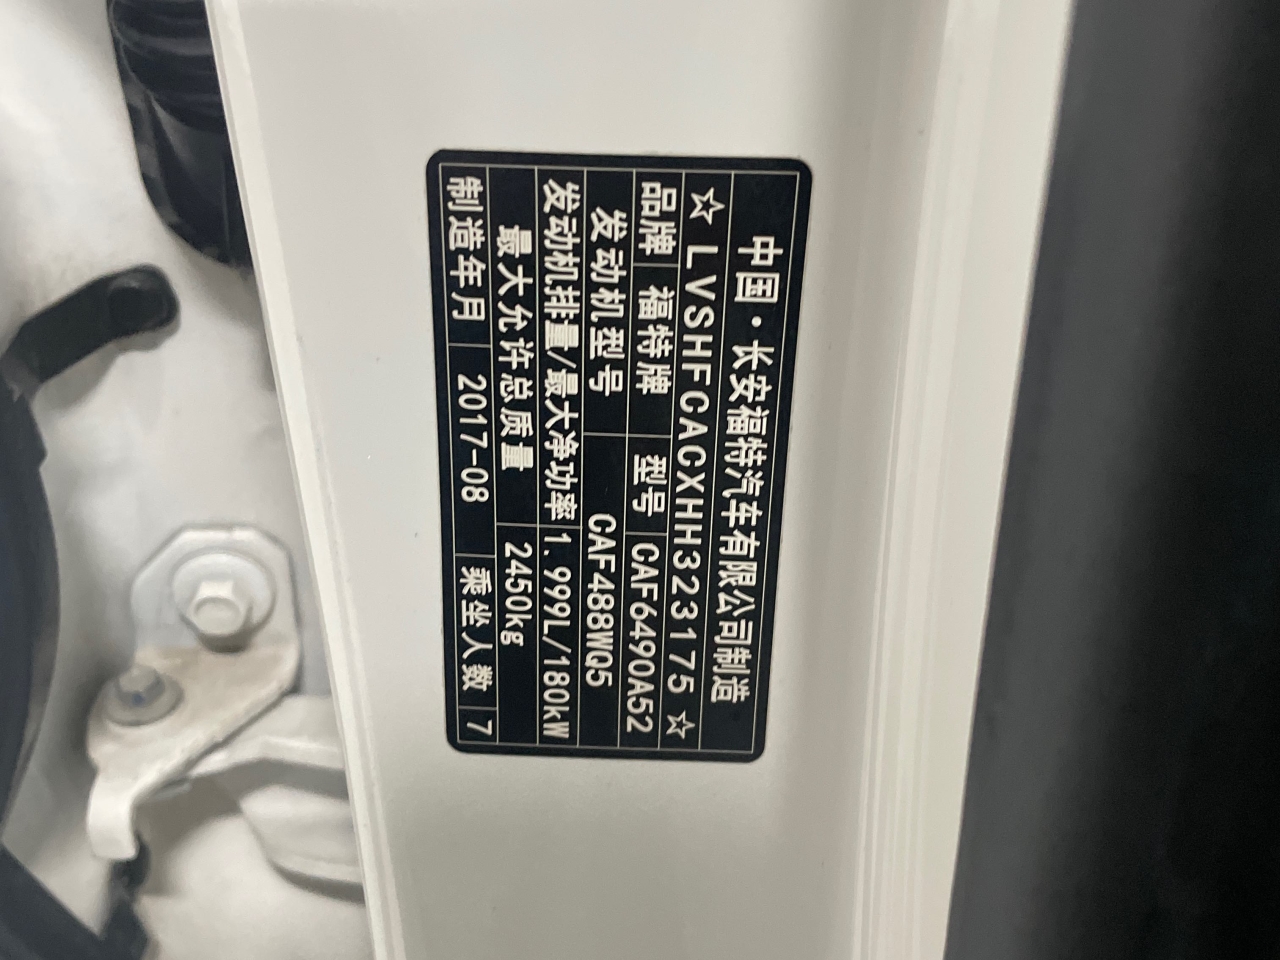 中国·长安福特汽车有限公司制造
☆LVSHFCACXHH323175☆
品牌 福特牌 型号 CAF6490A52
发动机型号 CAF488WQ5
发动机排量/最大净功率 1.999L/180kW
最大允许总质量 2450kg
制造年月 2017-08 乘坐人数 7